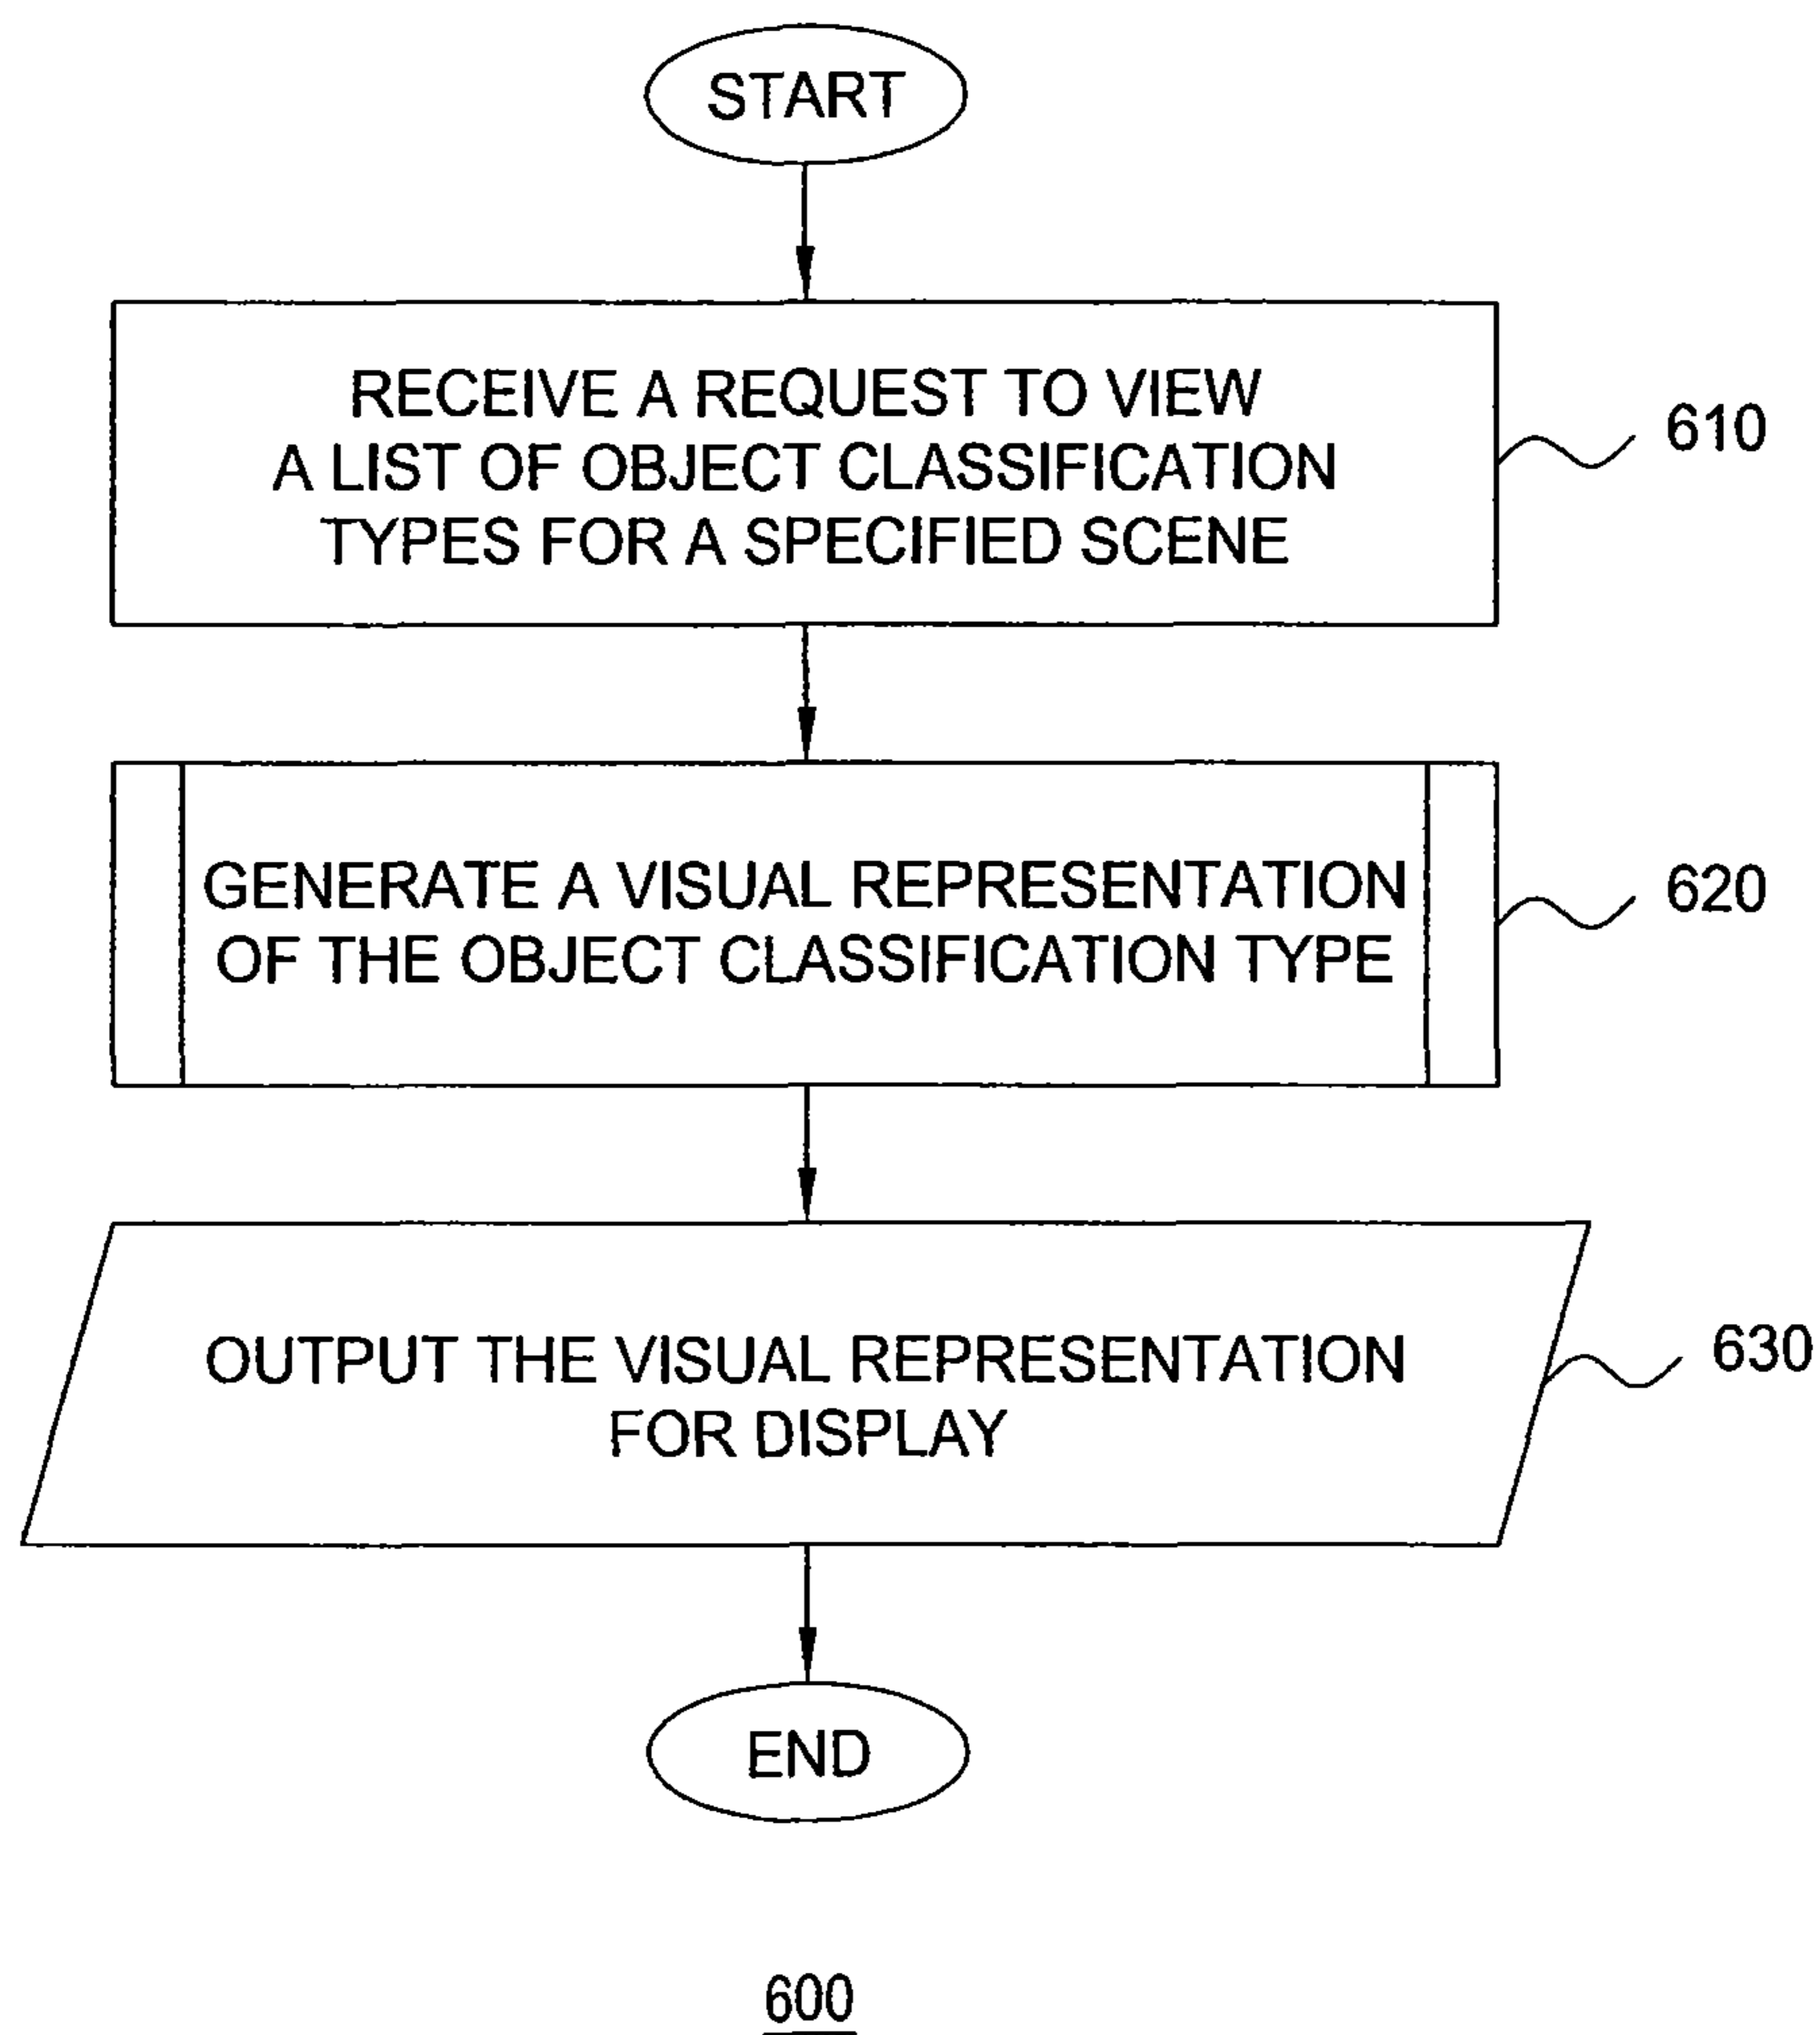 START
RECEIVE A REQUEST TO VIEW
A LIST OF OBJECT CLASSIFICATION
TYPES FOR A SPECIFIED SCENE
610
GENERATE A VISUAL REPRESENTATION
OF THE OBJECT CLASSIFICATION TYPE
620
OUTPUT THE VISUAL REPRESENTATION
FOR DISPLAY
630
END
600